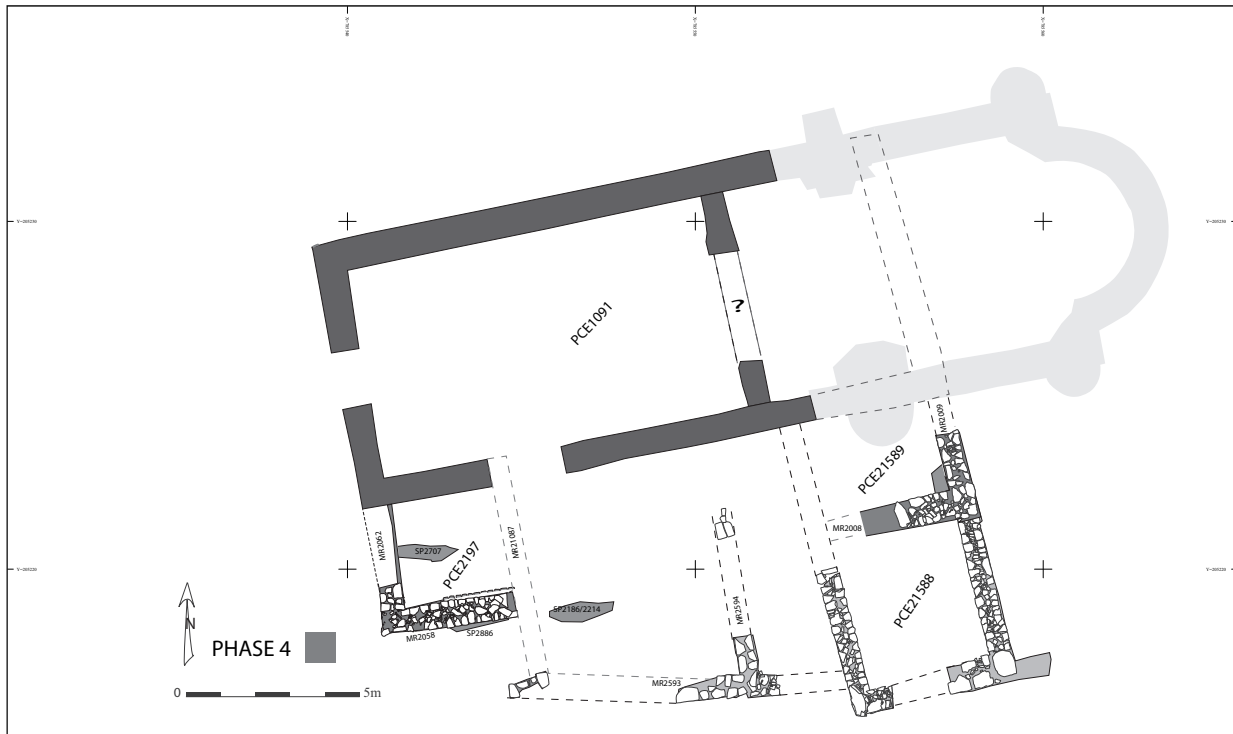 ?
PCE1091
MR2009
PCE21589
MR2008
MR2062
SP2707
PCE2197
MR21087
MR2594
PCE21588
SP2186/2214
MR2058
SP2886
MR2593
N
PHASE 4
0 5m